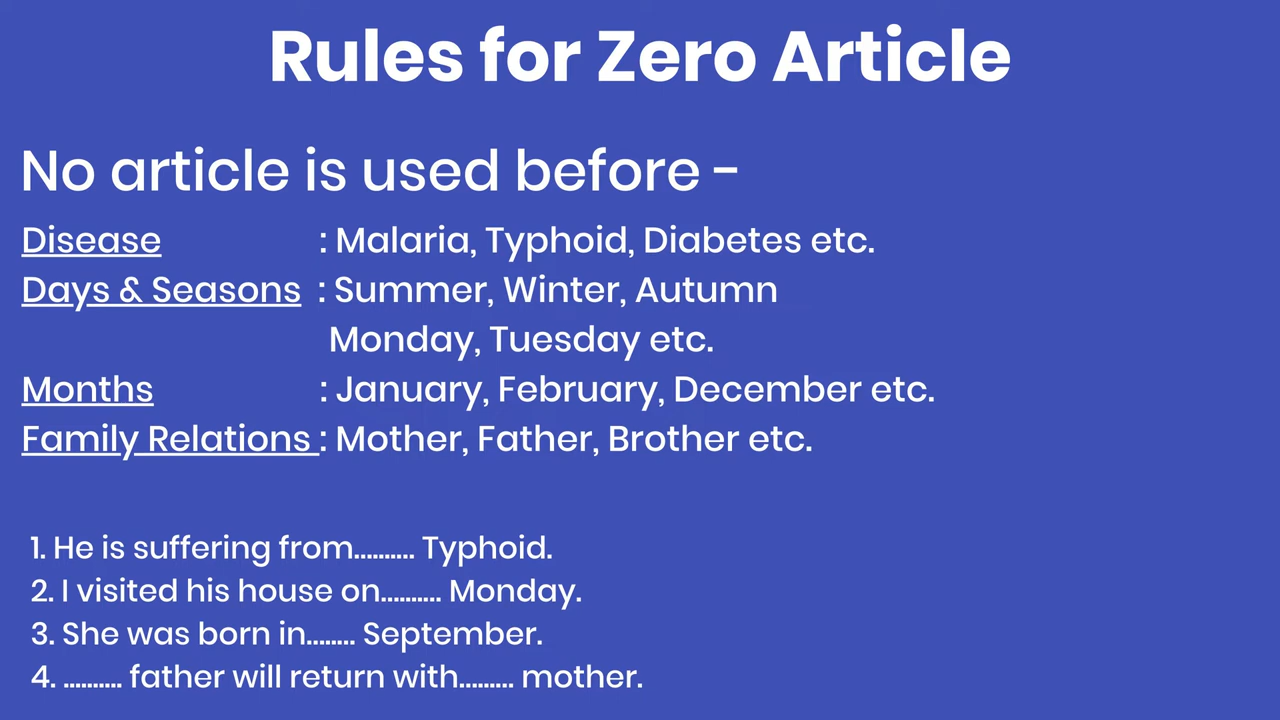 Rules for Zero Article
No article is used before -
Disease : Malaria, Typhoid, Diabetes etc.
Days & Seasons : Summer, Winter, Autumn
Monday, Tuesday etc.
Months : January, February, December etc.
Family Relations : Mother, Father, Brother etc.
1. He is suffering from.......... Typhoid.
2. I visited his house on.......... Monday.
3. She was born in........ September.
4. .......... father will return with......... mother.